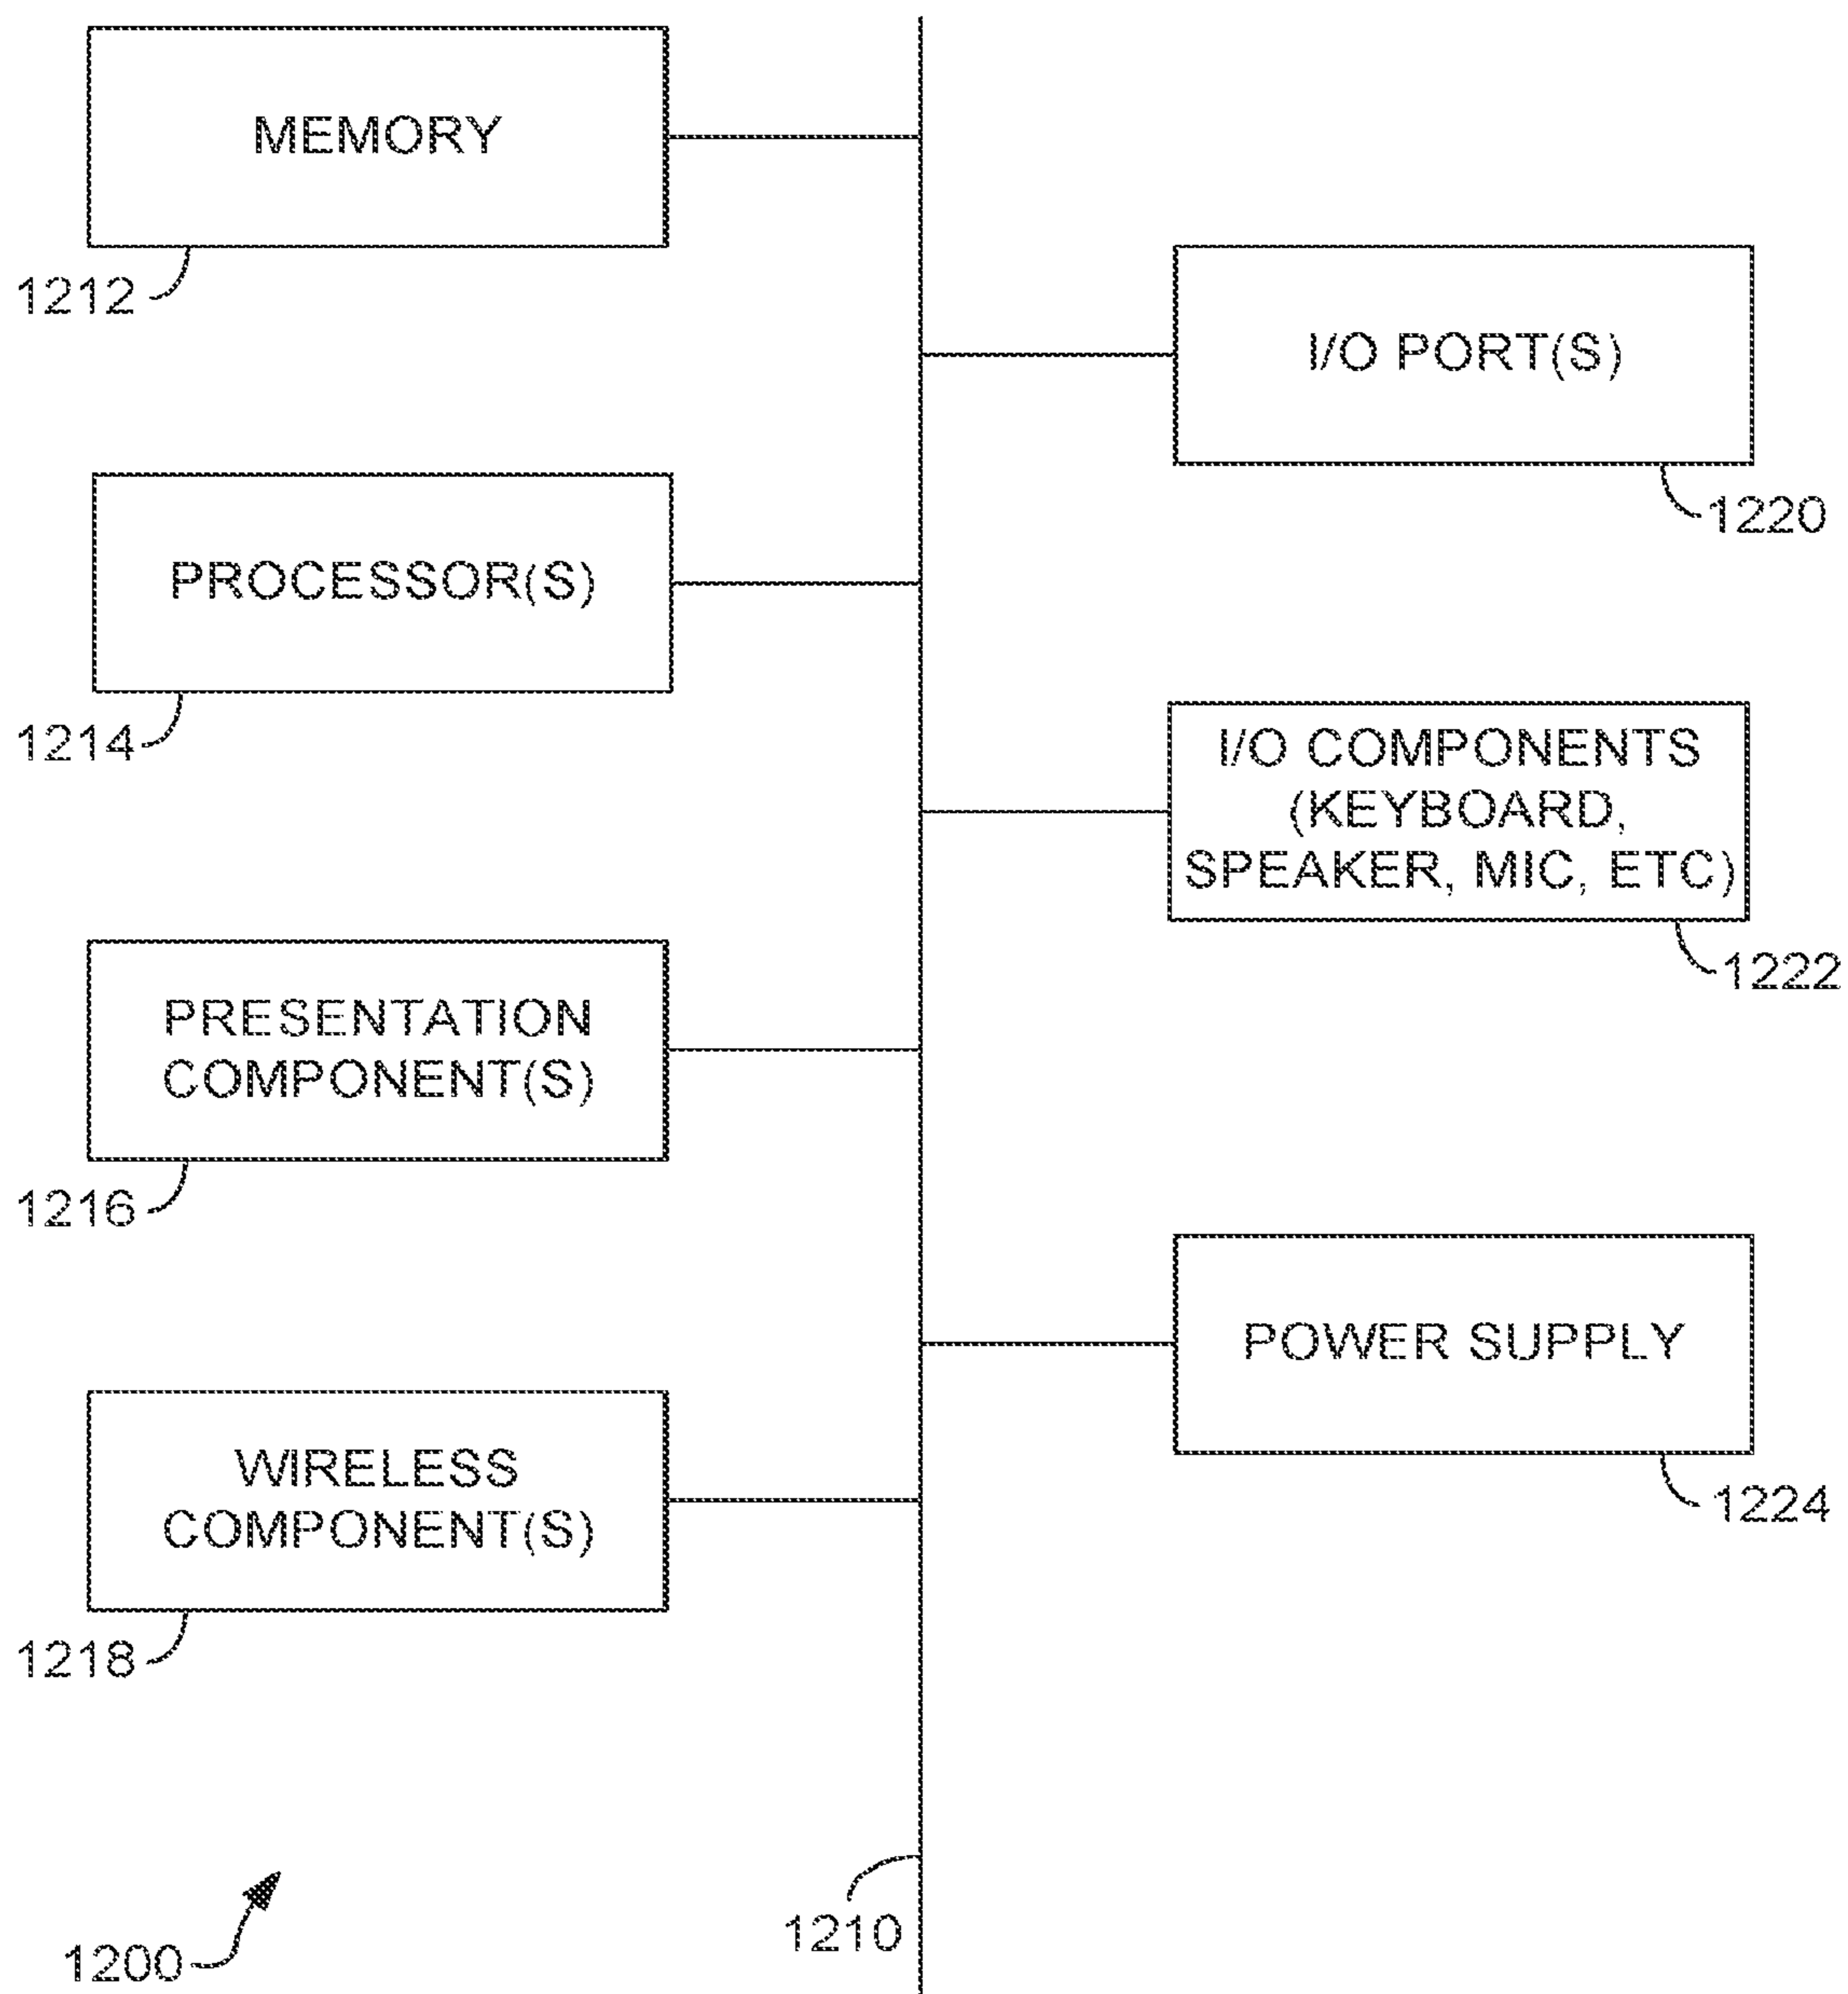 MEMORY
1212
I/O PORT(S)
1220
PROCESSOR(S)
1214
I/O COMPONENTS
(KEYBOARD,
SPEAKER, MIC, ETC)
1222
PRESENTATION
COMPONENT(S)
1216
POWER SUPPLY
1224
WIRELESS
COMPONENT(S)
1218
1210
1200